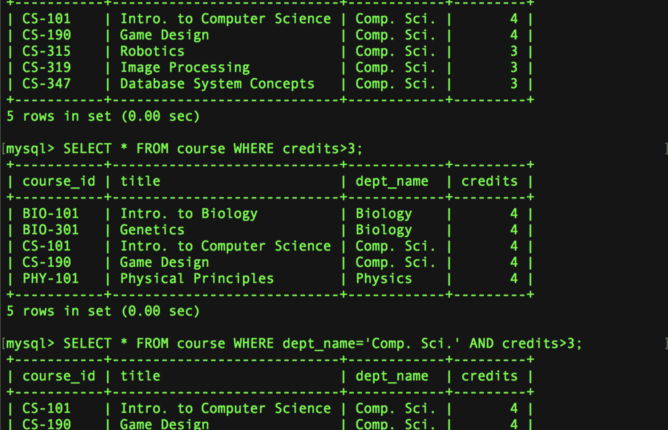 +-----------+----------------------------+------------+---------+
| CS-101    | Intro. to Computer Science | Comp. Sci. |       4 |
| CS-190    | Game Design                | Comp. Sci. |       4 |
| CS-315    | Robotics                   | Comp. Sci. |       3 |
| CS-319    | Image Processing           | Comp. Sci. |       3 |
| CS-347    | Database System Concepts   | Comp. Sci. |       3 |
+-----------+----------------------------+------------+---------+
5 rows in set (0.00 sec)
[mysql> SELECT * FROM course WHERE credits>3; ]
+-----------+----------------------------+------------+---------+
| course_id | title                      | dept_name  | credits |
+-----------+----------------------------+------------+---------+
| BIO-101   | Intro. to Biology          | Biology    |       4 |
| BIO-301   | Genetics                   | Biology    |       4 |
| CS-101    | Intro. to Computer Science | Comp. Sci. |       4 |
| CS-190    | Game Design                | Comp. Sci. |       4 |
| PHY-101   | Physical Principles        | Physics    |       4 |
+-----------+----------------------------+------------+---------+
5 rows in set (0.00 sec)
[mysql> SELECT * FROM course WHERE dept_name='Comp. Sci.' AND credits>3; ]
+-----------+----------------------------+------------+---------+
| course_id | title                      | dept_name  | credits |
+-----------+----------------------------+------------+---------+
| CS-101    | Intro. to Computer Science | Comp. Sci. |       4 |
| CS-190    | Game Design                | Comp. Sci. |       4 |